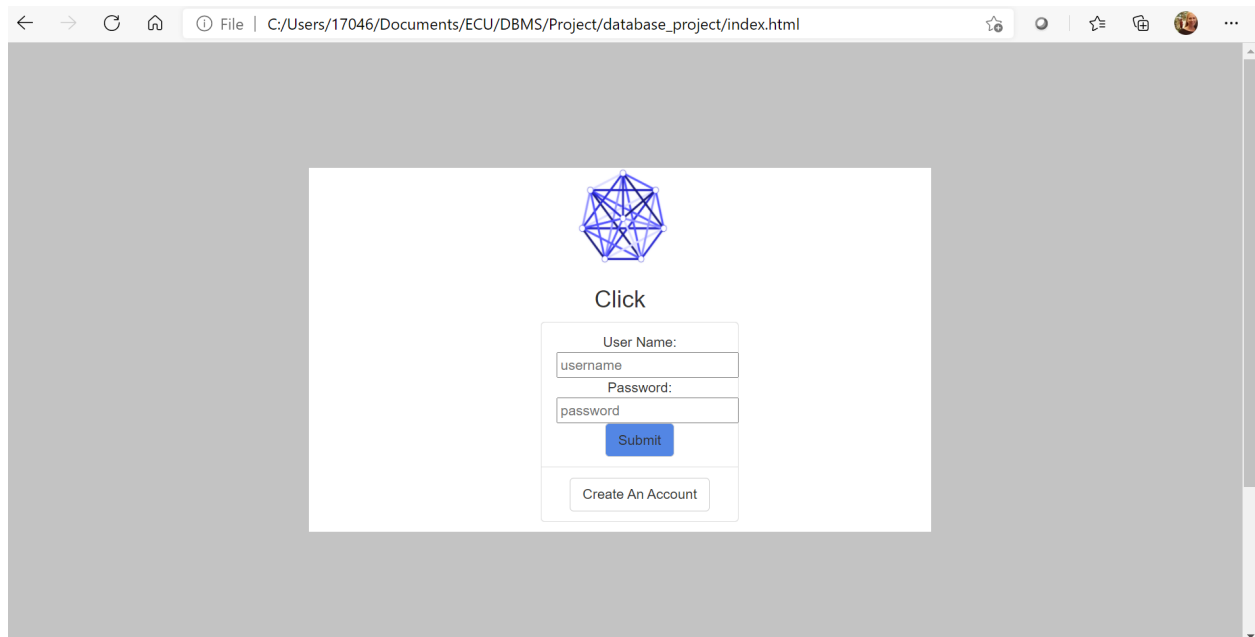 File | C:/Users/17046/Documents/ECU/DBMS/Project/database_project/index.html
Click
User Name:
username
Password:
password
Submit
Create An Account